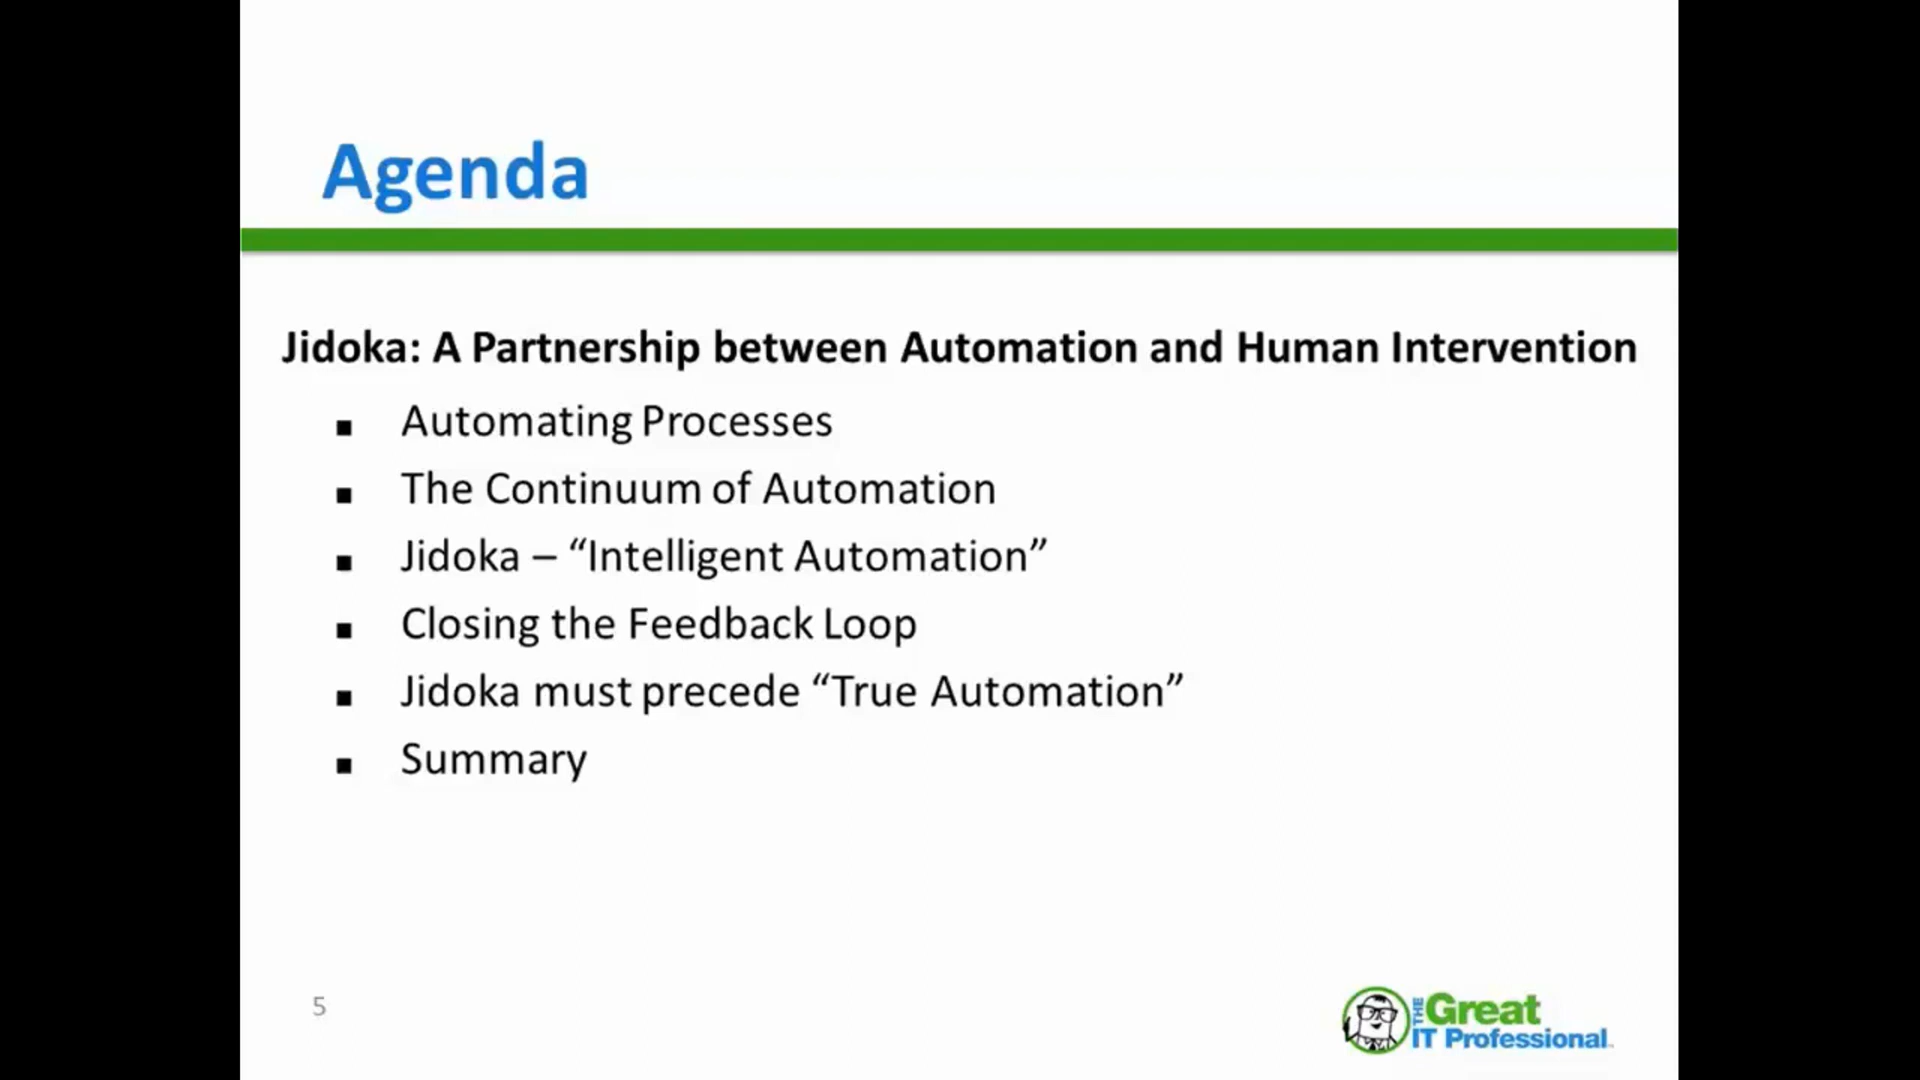 Agenda
Jidoka: A Partnership between Automation and Human Intervention
▪ Automating Processes
▪ The Continuum of Automation
▪ Jidoka – “Intelligent Automation”
▪ Closing the Feedback Loop
▪ Jidoka must precede “True Automation”
▪ Summary
5
THE Great
IT Professional